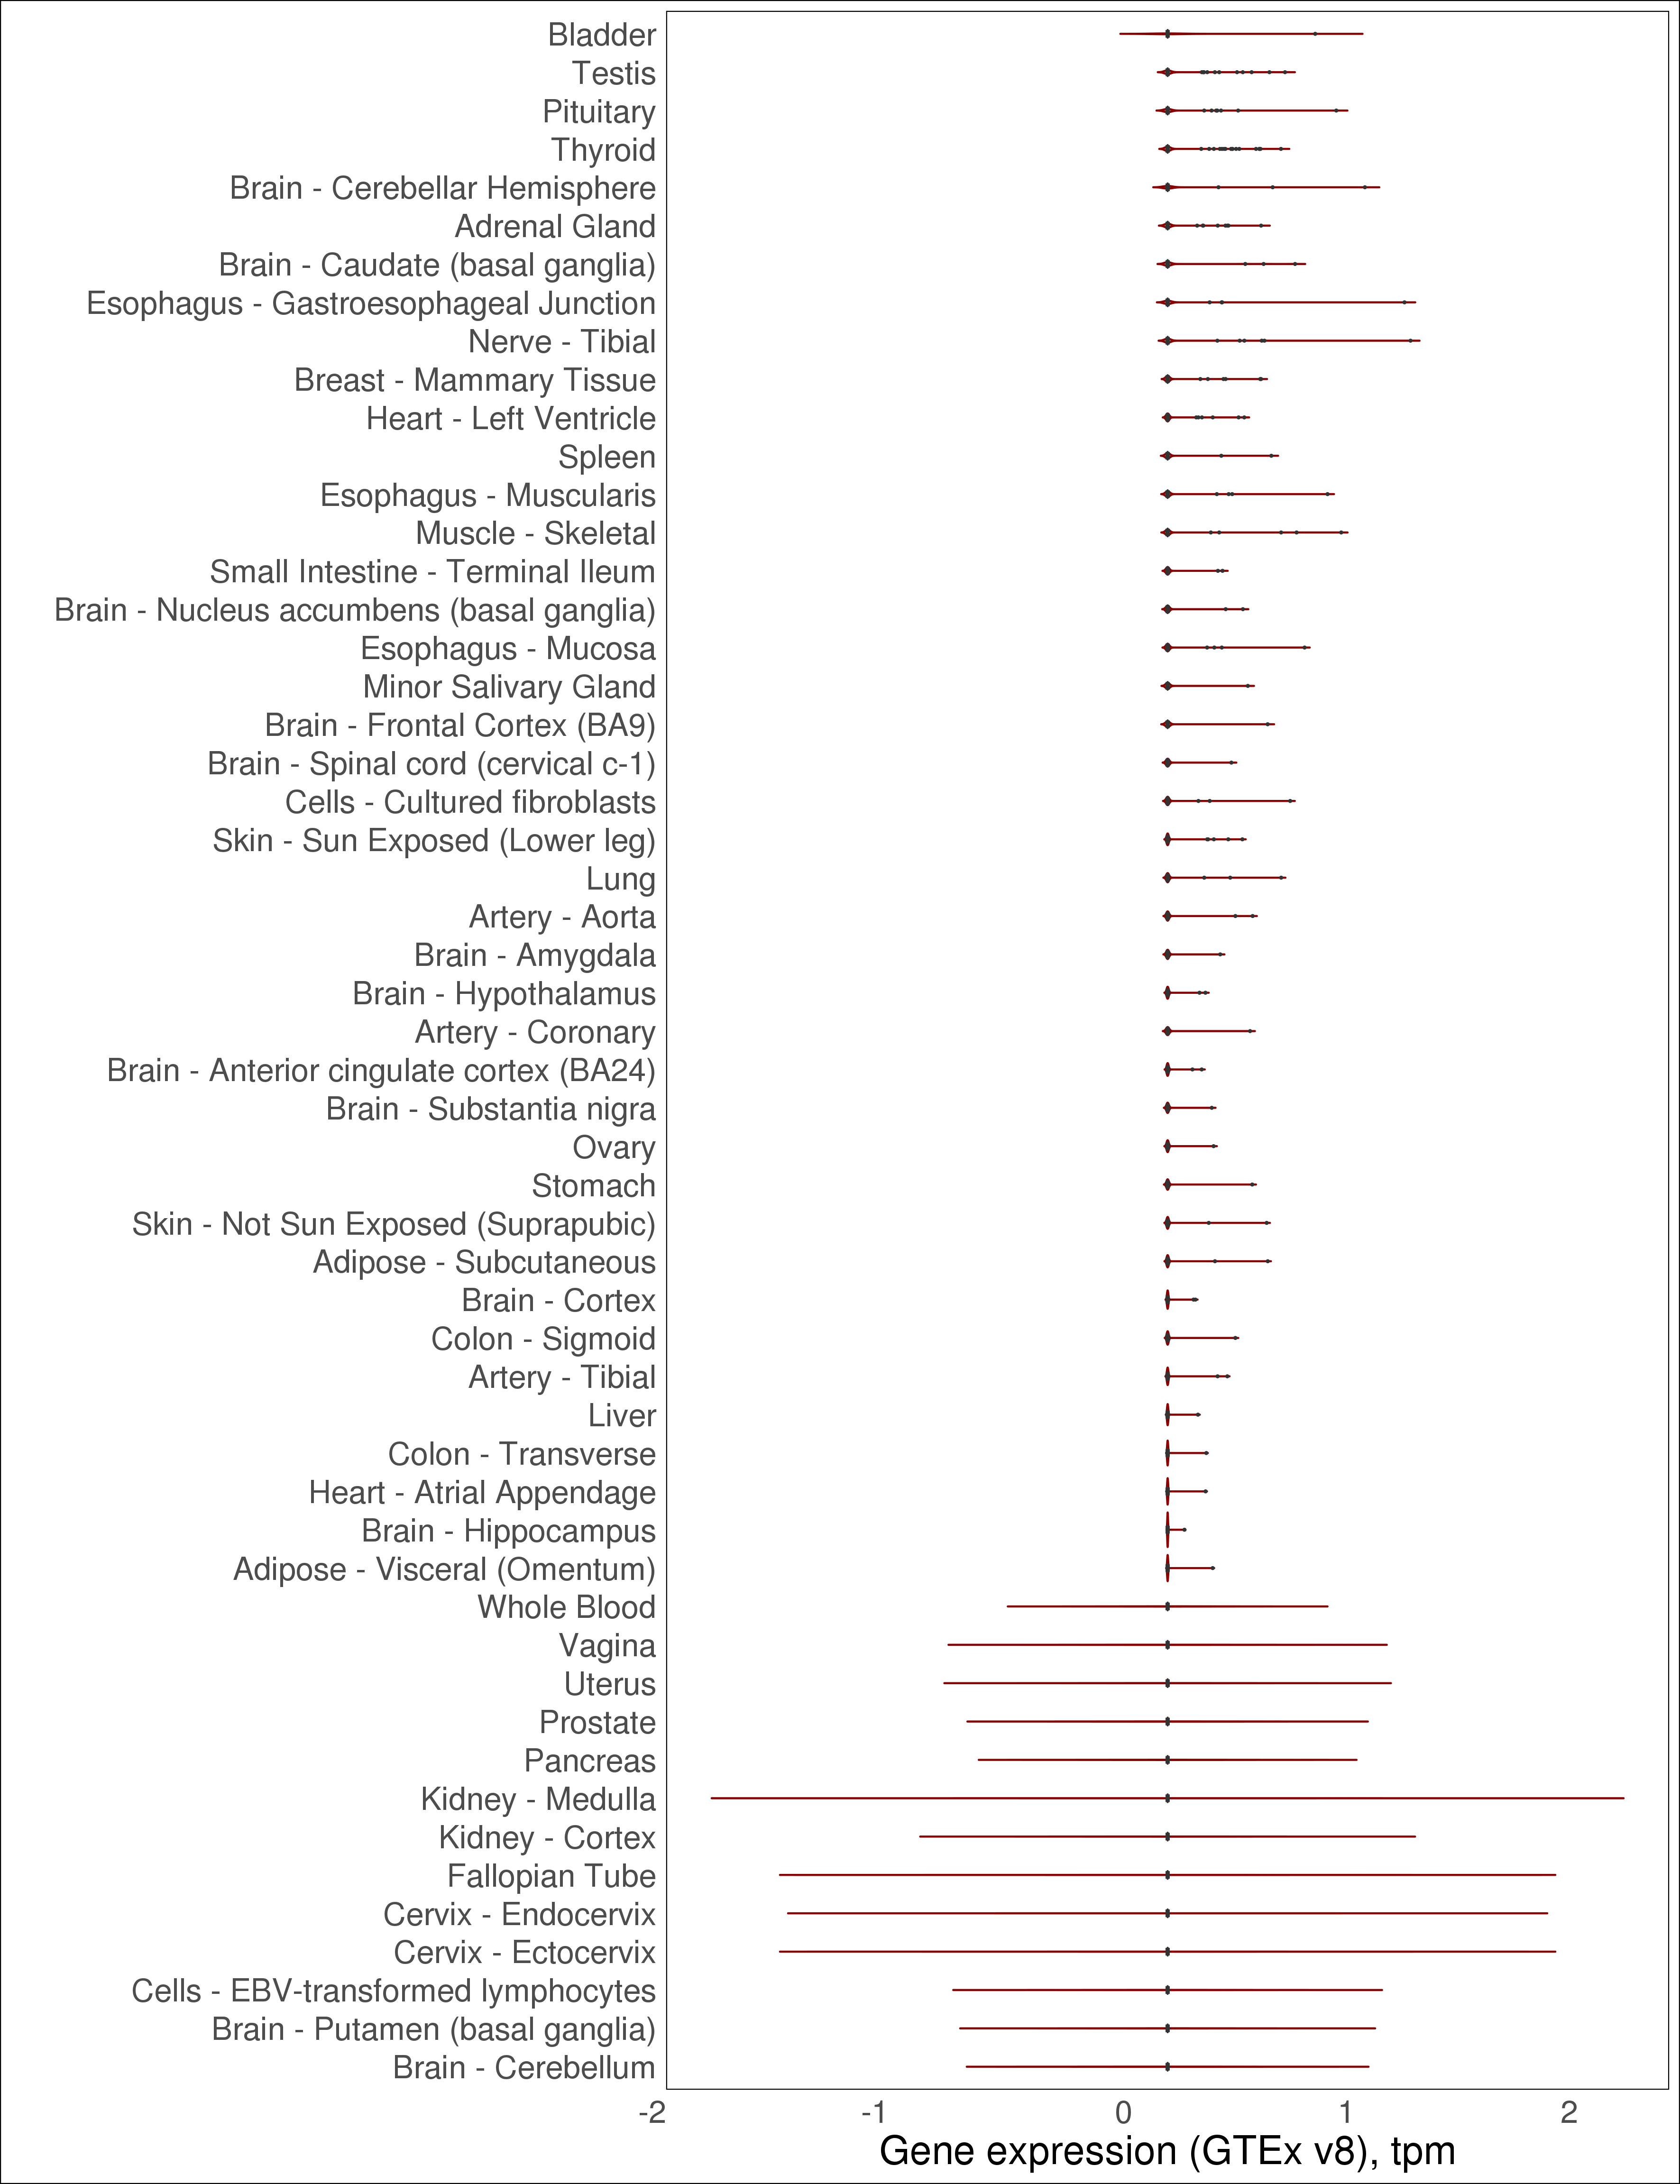 Bladder
Testis
Pituitary
Thyroid
Brain - Cerebellar Hemisphere
Adrenal Gland
Brain - Caudate (basal ganglia)
Esophagus - Gastroesophageal Junction
Nerve - Tibial
Breast - Mammary Tissue
Heart - Left Ventricle
Spleen
Esophagus - Muscularis
Muscle - Skeletal
Small Intestine - Terminal Ileum
Brain - Nucleus accumbens (basal ganglia)
Esophagus - Mucosa
Minor Salivary Gland
Brain - Frontal Cortex (BA9)
Brain - Spinal cord (cervical c-1)
Cells - Cultured fibroblasts
Skin - Sun Exposed (Lower leg)
Lung
Artery - Aorta
Brain - Amygdala
Brain - Hypothalamus
Artery - Coronary
Brain - Anterior cingulate cortex (BA24)
Brain - Substantia nigra
Ovary
Stomach
Skin - Not Sun Exposed (Suprapubic)
Adipose - Subcutaneous
Brain - Cortex
Colon - Sigmoid
Artery - Tibial
Liver
Colon - Transverse
Heart - Atrial Appendage
Brain - Hippocampus
Adipose - Visceral (Omentum)
Whole Blood
Vagina
Uterus
Prostate
Pancreas
Kidney - Medulla
Kidney - Cortex
Fallopian Tube
Cervix - Endocervix
Cervix - Ectocervix
Cells - EBV-transformed lymphocytes
Brain - Putamen (basal ganglia)
Brain - Cerebellum
-2 -1 0 1 2
Gene expression (GTEx v8), tpm